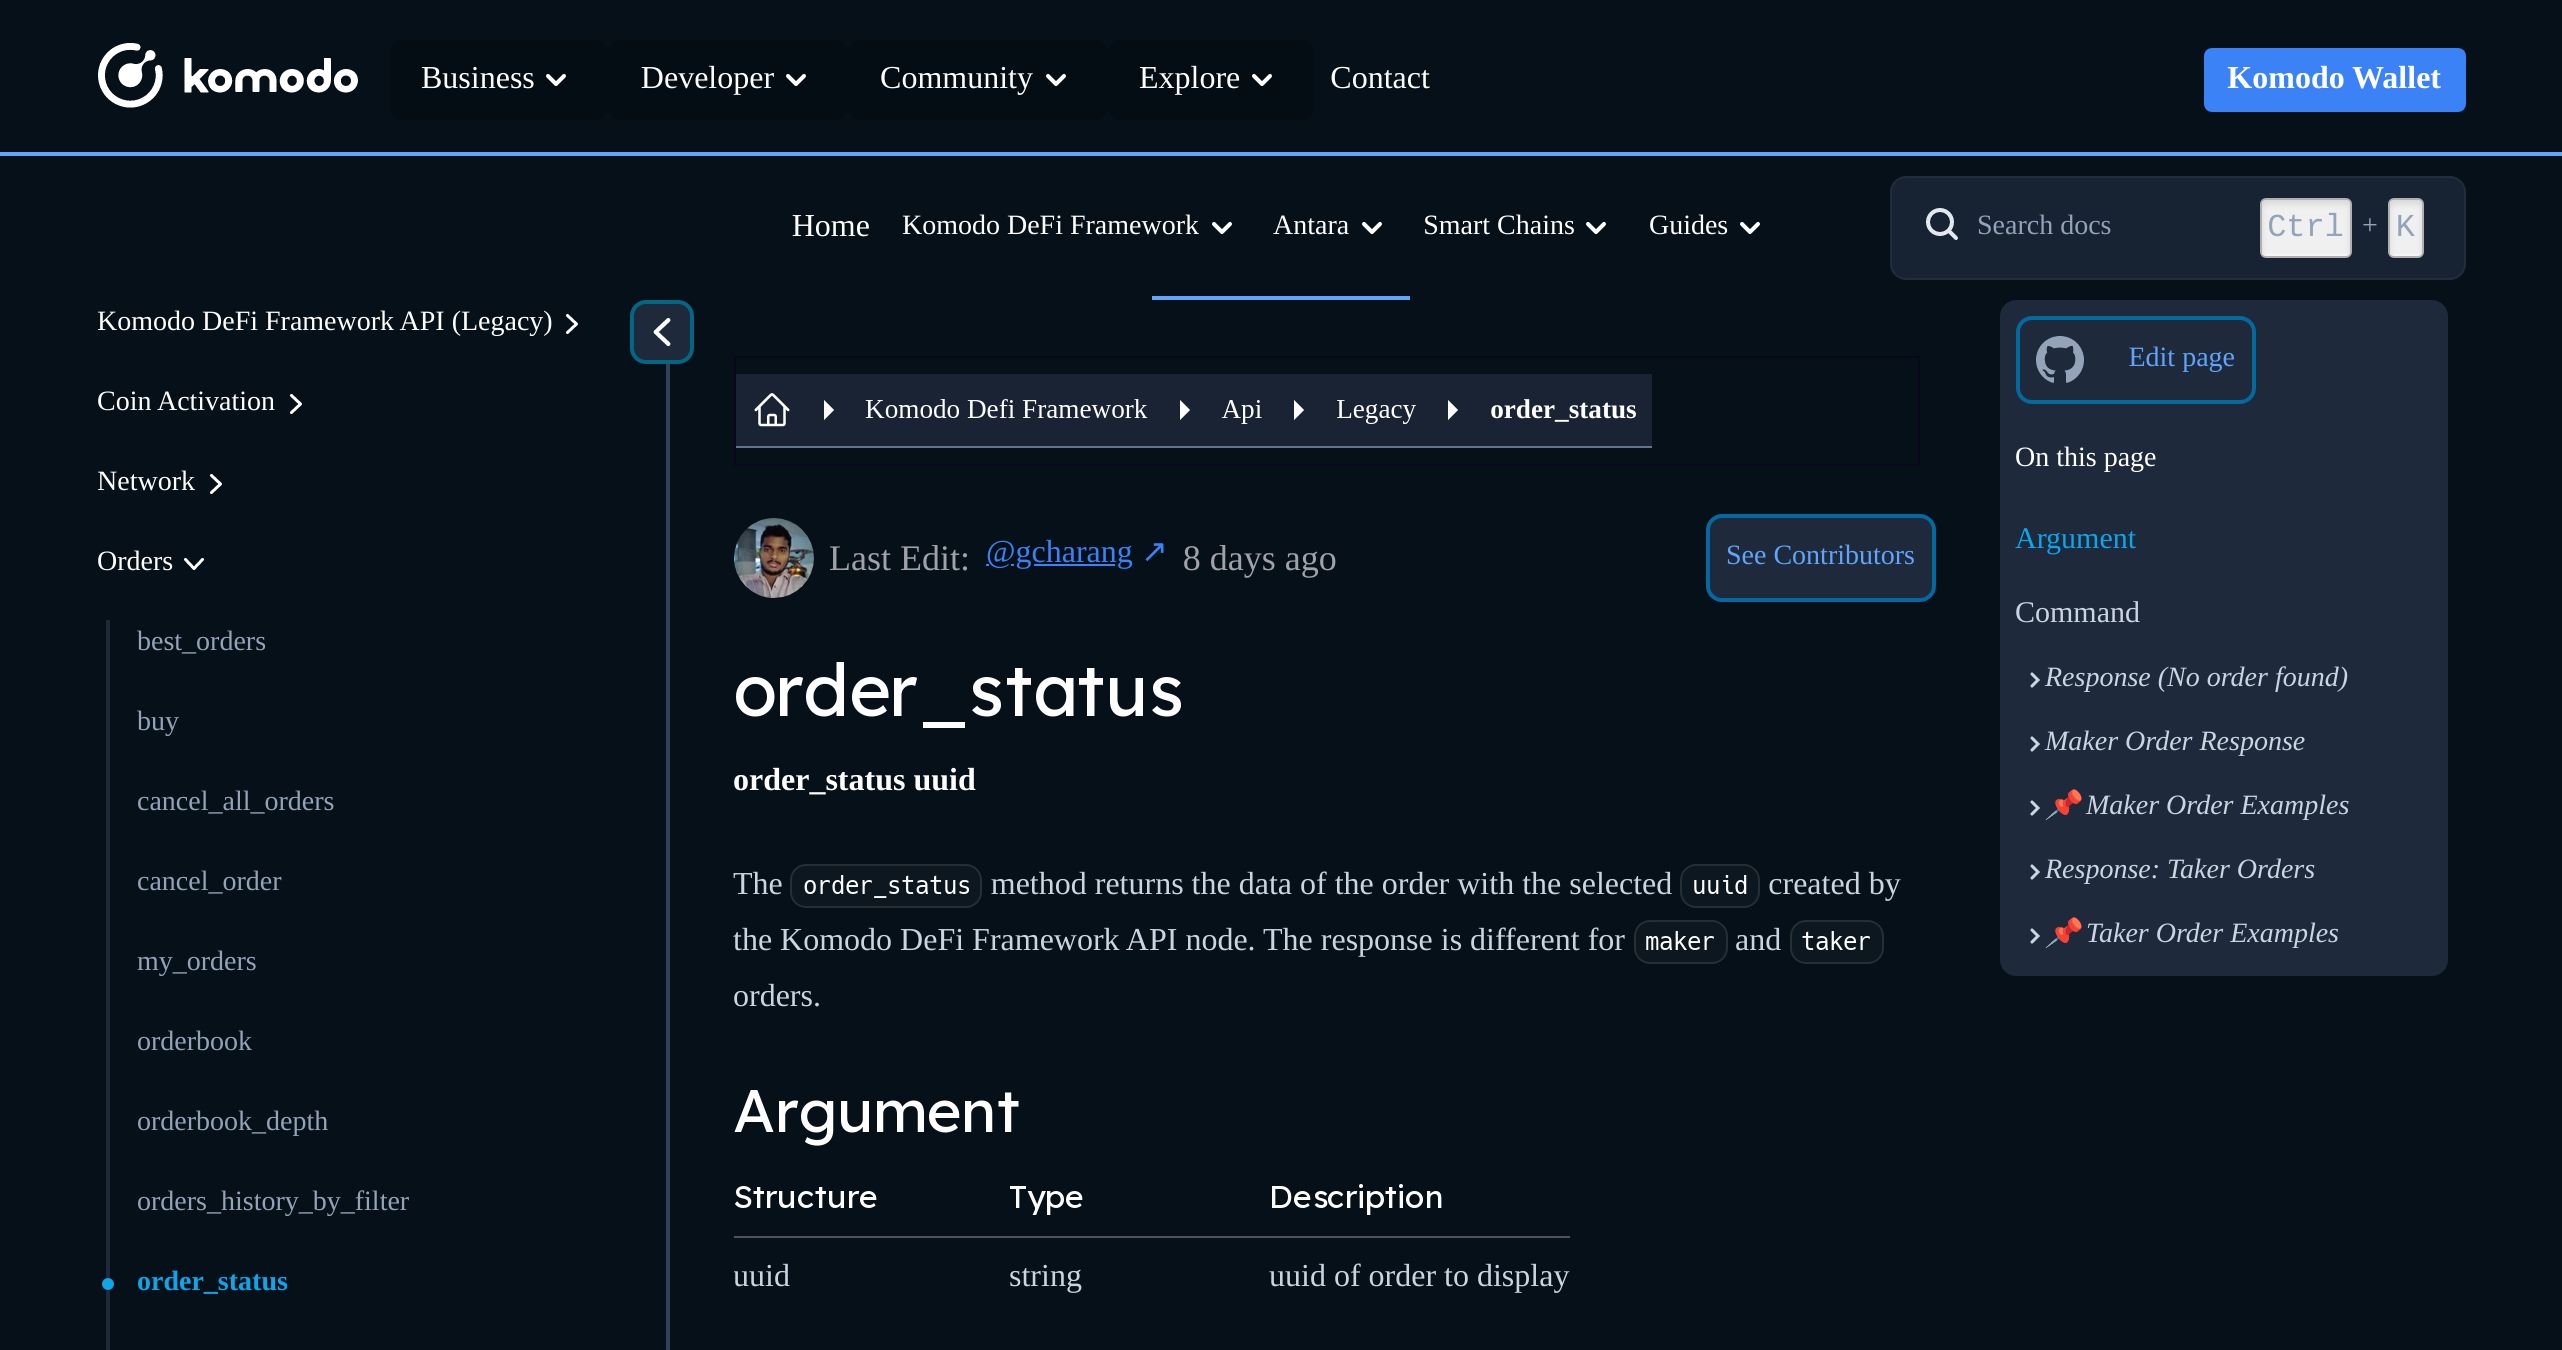 komodo Business Developer Community Explore Contact Komodo Wallet
Home Komodo DeFi Framework Antara Smart Chains Guides Search docs Ctrl + K
Komodo DeFi Framework API (Legacy)
Coin Activation
Network
Orders
best_orders
buy
cancel_all_orders
cancel_order
my_orders
orderbook
orderbook_depth
orders_history_by_filter
order_status
Komodo Defi Framework Api Legacy order_status
Last Edit: @gcharang ↗ 8 days ago See Contributors
order_status
order_status uuid
The order_status method returns the data of the order with the selected uuid created by
the Komodo DeFi Framework API node. The response is different for maker and taker
orders.
Argument
Structure Type Description
uuid string uuid of order to display
Edit page
On this page
Argument
Command
Response (No order found)
Maker Order Response
📌 Maker Order Examples
Response: Taker Orders
📌 Taker Order Examples